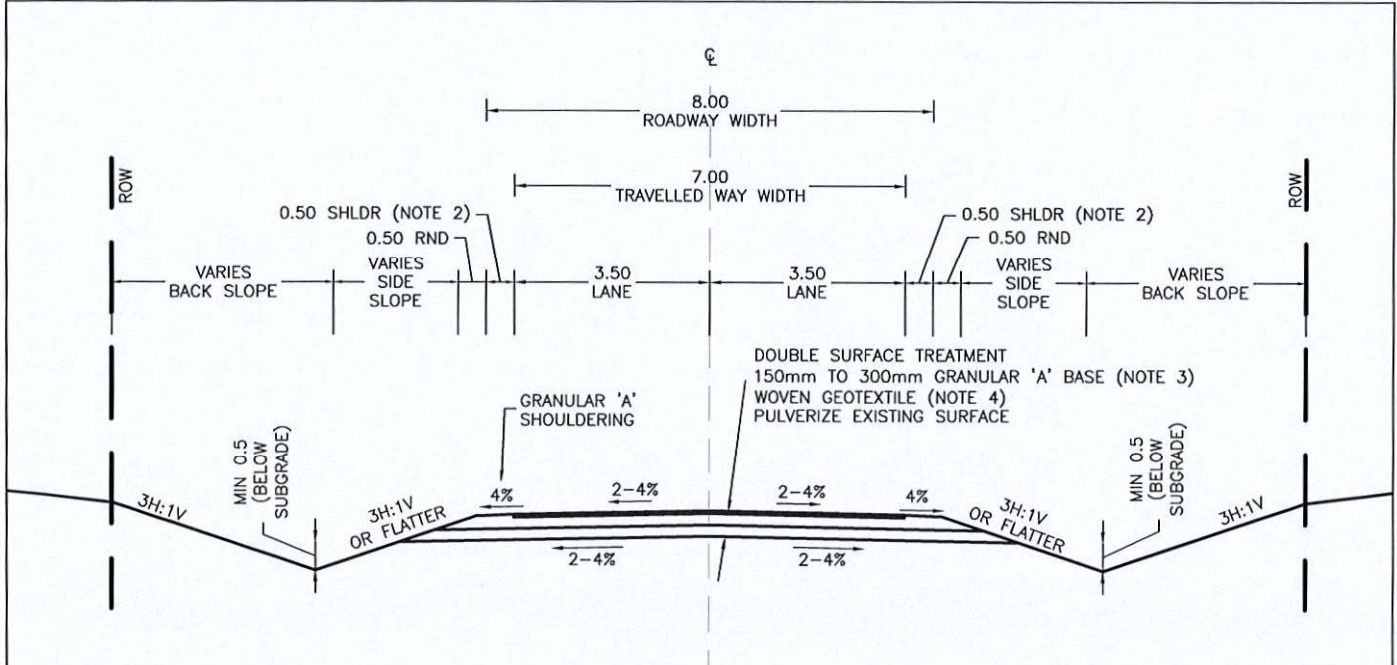 ℄
8.00
ROADWAY WIDTH
ROW
7.00
TRAVELLED WAY WIDTH
ROW
0.50 SHLDR (NOTE 2)
0.50 RND
0.50 SHLDR (NOTE 2)
0.50 RND
VARIES
BACK SLOPE
VARIES
SIDE
SLOPE
3.50
LANE
3.50
LANE
VARIES
SIDE
SLOPE
VARIES
BACK SLOPE
DOUBLE SURFACE TREATMENT
150mm TO 300mm GRANULAR 'A' BASE (NOTE 3)
WOVEN GEOTEXTILE (NOTE 4)
PULVERIZE EXISTING SURFACE
GRANULAR 'A'
SHOULDERING
MIN 0.5
(BELOW
SUBGRADE)
MIN 0.5
(BELOW
SUBGRADE)
3H:1V
3H:1V
OR FLATTER
4%
2-4%
2-4%
4%
3H:1V
OR FLATTER
3H:1V
2-4%
2-4%